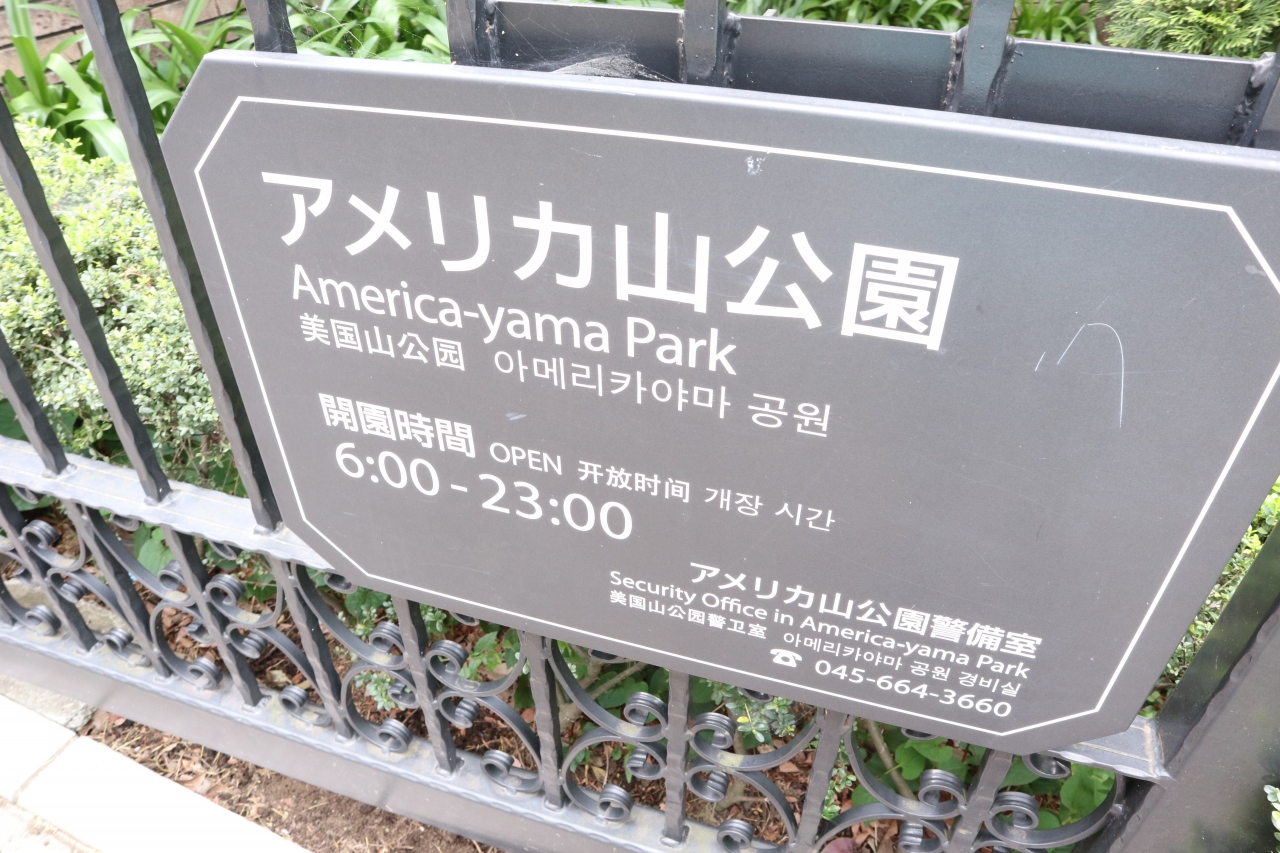 アメリカ山公園
America-yama Park
美国山公园 아메리카야마 공원
開園時間 OPEN 开放时间 개장 시간
6:00 - 23:00
アメリカ山公園警備室
Security Office in America-yama Park
美国山公园警卫室 아메리카야마 공원 경비실
☎ 045-664-3660